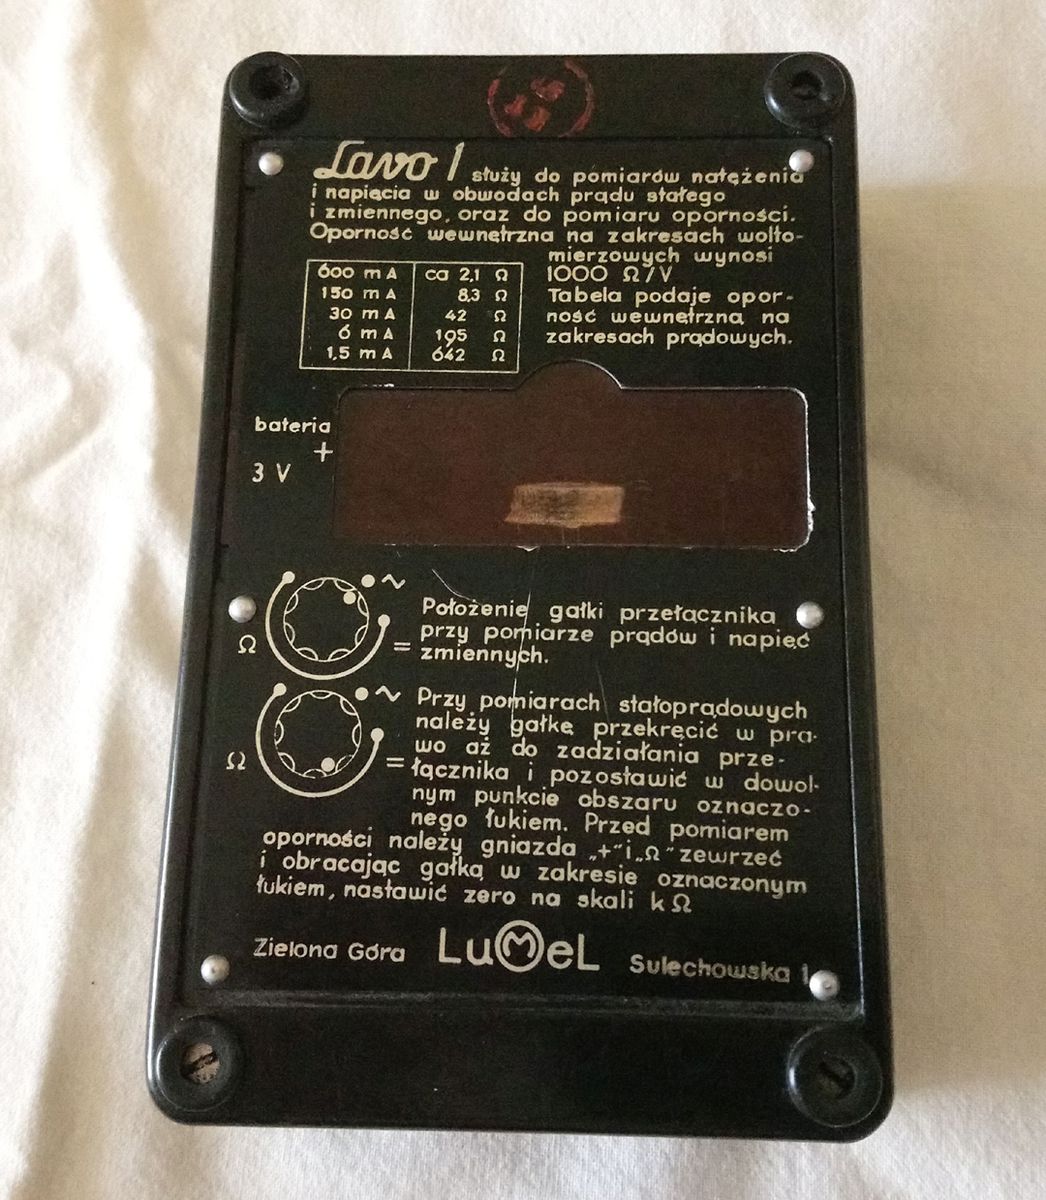 Lavo 1 służy do pomiarów natężenia
i napięcia w obwodach prądu stałego
i zmiennego, oraz do pomiaru oporności.
Oporność wewnętrzna na zakresach wolto-
mierzowych wynosi
1000 Ω/V
Tabela podaje opor-
ność wewnętrzną na
zakresach prądowych.
600 mA ca 2,1 Ω
150 mA 8,3 Ω
30 mA 42 Ω
6 mA 195 Ω
1,5 mA 642 Ω
bateria
+
3 V
Ω ∼ =
Położenie gałki przełącznika
przy pomiarze prądów i napięć
zmiennych.
Ω ∼ =
Przy pomiarach stałoprądowych
należy gałkę przekręcić w pra-
wo aż do zadziałania prze-
łącznika i pozostawić w dowol-
nym punkcie obszaru oznaczo-
nego łukiem. Przed pomiarem
oporności należy gniazda „+" i „Ω" zewrzeć
i obracając gałką w zakresie oznaczonym
łukiem, nastawić zero na skali kΩ
Zielona Góra LuMeL Sulechowska 1